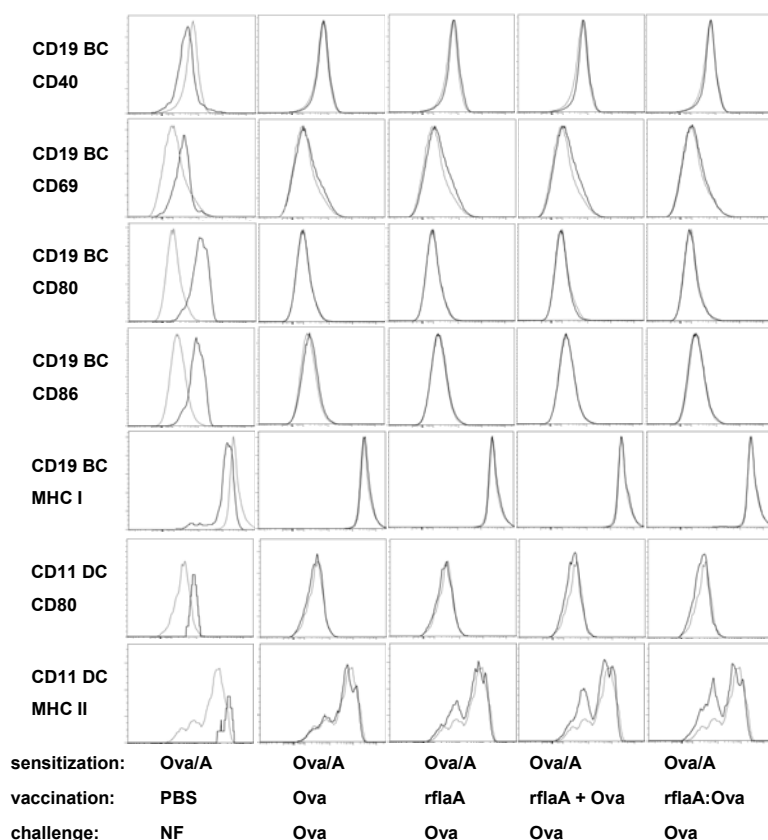 CD19 BC
CD40
CD19 BC
CD69
CD19 BC
CD80
CD19 BC
CD86
CD19 BC
MHC I
CD11 DC
CD80
CD11 DC
MHC II
sensitization: Ova/A Ova/A Ova/A Ova/A Ova/A
vaccination: PBS Ova rflaA rflaA + Ova rflaA:Ova
challenge: NF Ova Ova Ova Ova